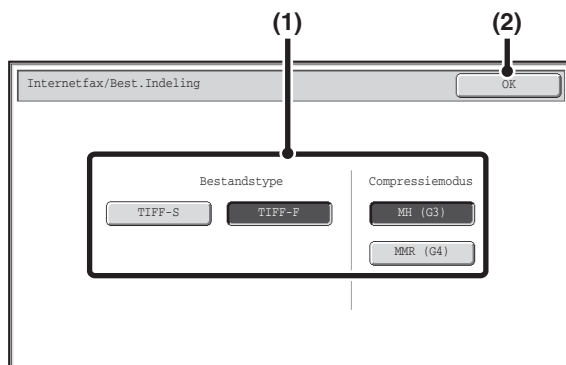 (1) (2)
Internetfax/Best.Indeling OK
Bestandstype Compressiemodus
TIFF-S TIFF-F MH (G3)
MMR (G4)